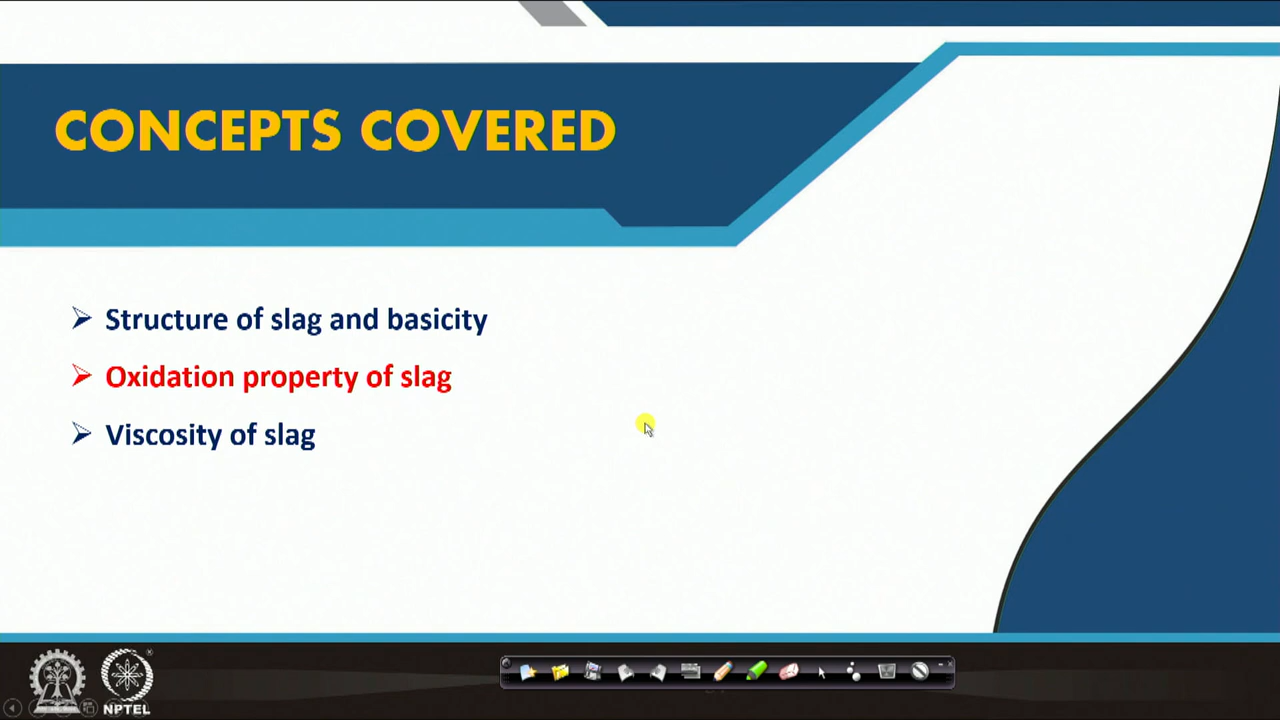 CONCEPTS COVERED
Structure of slag and basicity
Oxidation property of slag
Viscosity of slag
NPTEL